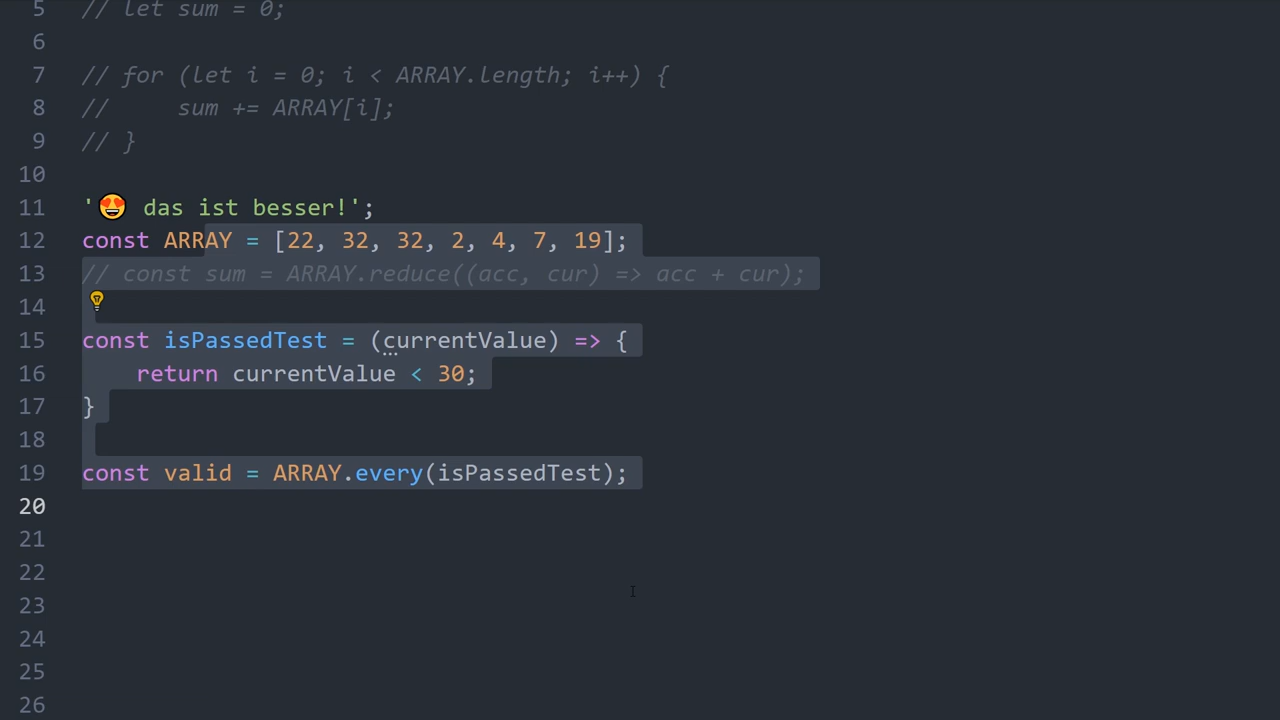 5 // let sum = 0;
6
7 // for (let i = 0; i < ARRAY.length; i++) {
8 //     sum += ARRAY[i];
9 // }
10
11 '😍 das ist besser!';
12 const ARRAY = [22, 32, 32, 2, 4, 7, 19];
13 // const sum = ARRAY.reduce((acc, cur) => acc + cur);
14
15 const isPassedTest = (currentValue) => {
16     return currentValue < 30;
17 }
18
19 const valid = ARRAY.every(isPassedTest);
20
21
22
23
24
25
26